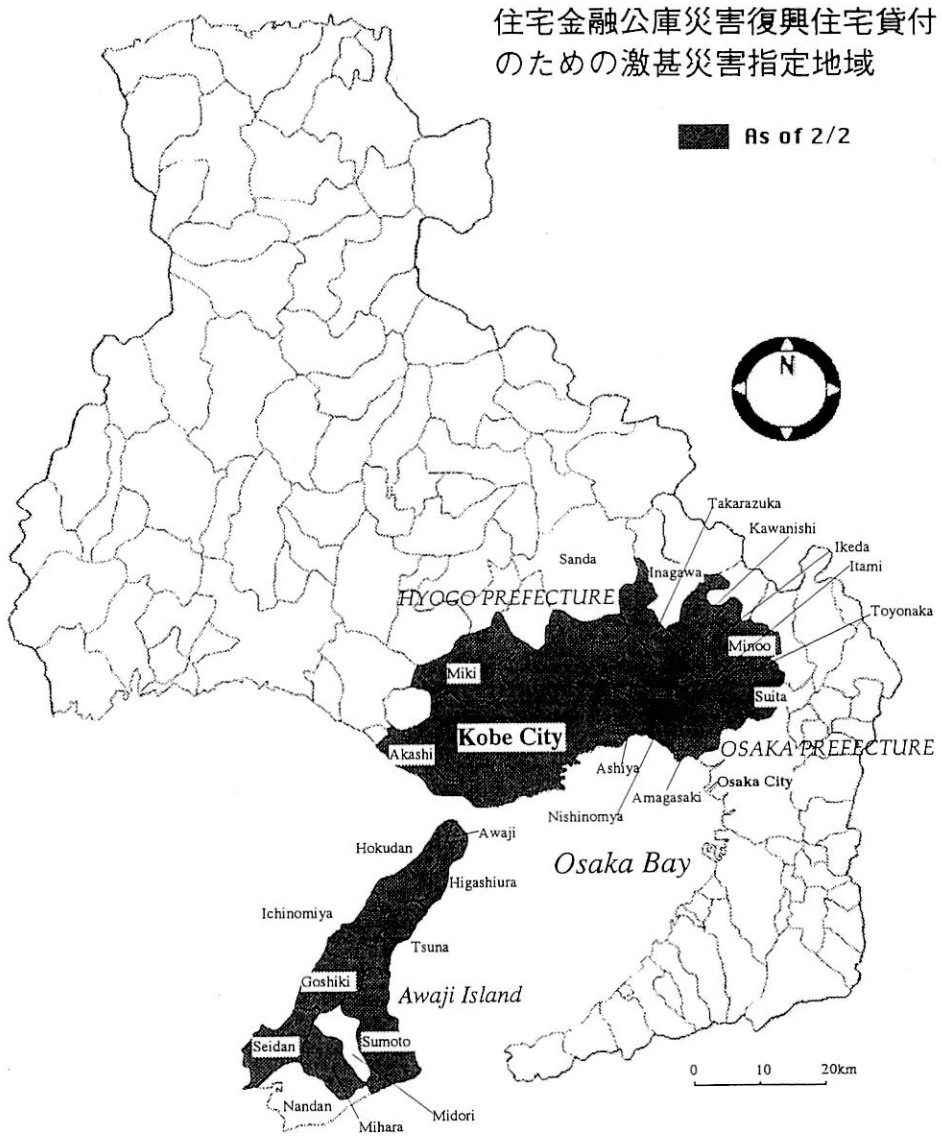 住宅金融公庫災害復興住宅貸付
のための激甚災害指定地域
As of 2/2
N
Takarazuka
Kawanishi
Ikeda
Itami
Toyonaka
Sanda
Inagawa
HYOGO PREFECTURE
Minoo
Miki
Suita
Kobe City
Akashi
OSAKA PREFECTURE
Ashiya
Osaka City
Amagasaki
Nishinomya
Awaji
Hokudan
Osaka Bay
Higashiura
Ichinomiya
Tsuna
Goshiki
Awaji Island
Seidan
Sumoto
0 10 20km
Nandan
Midori
Mihara